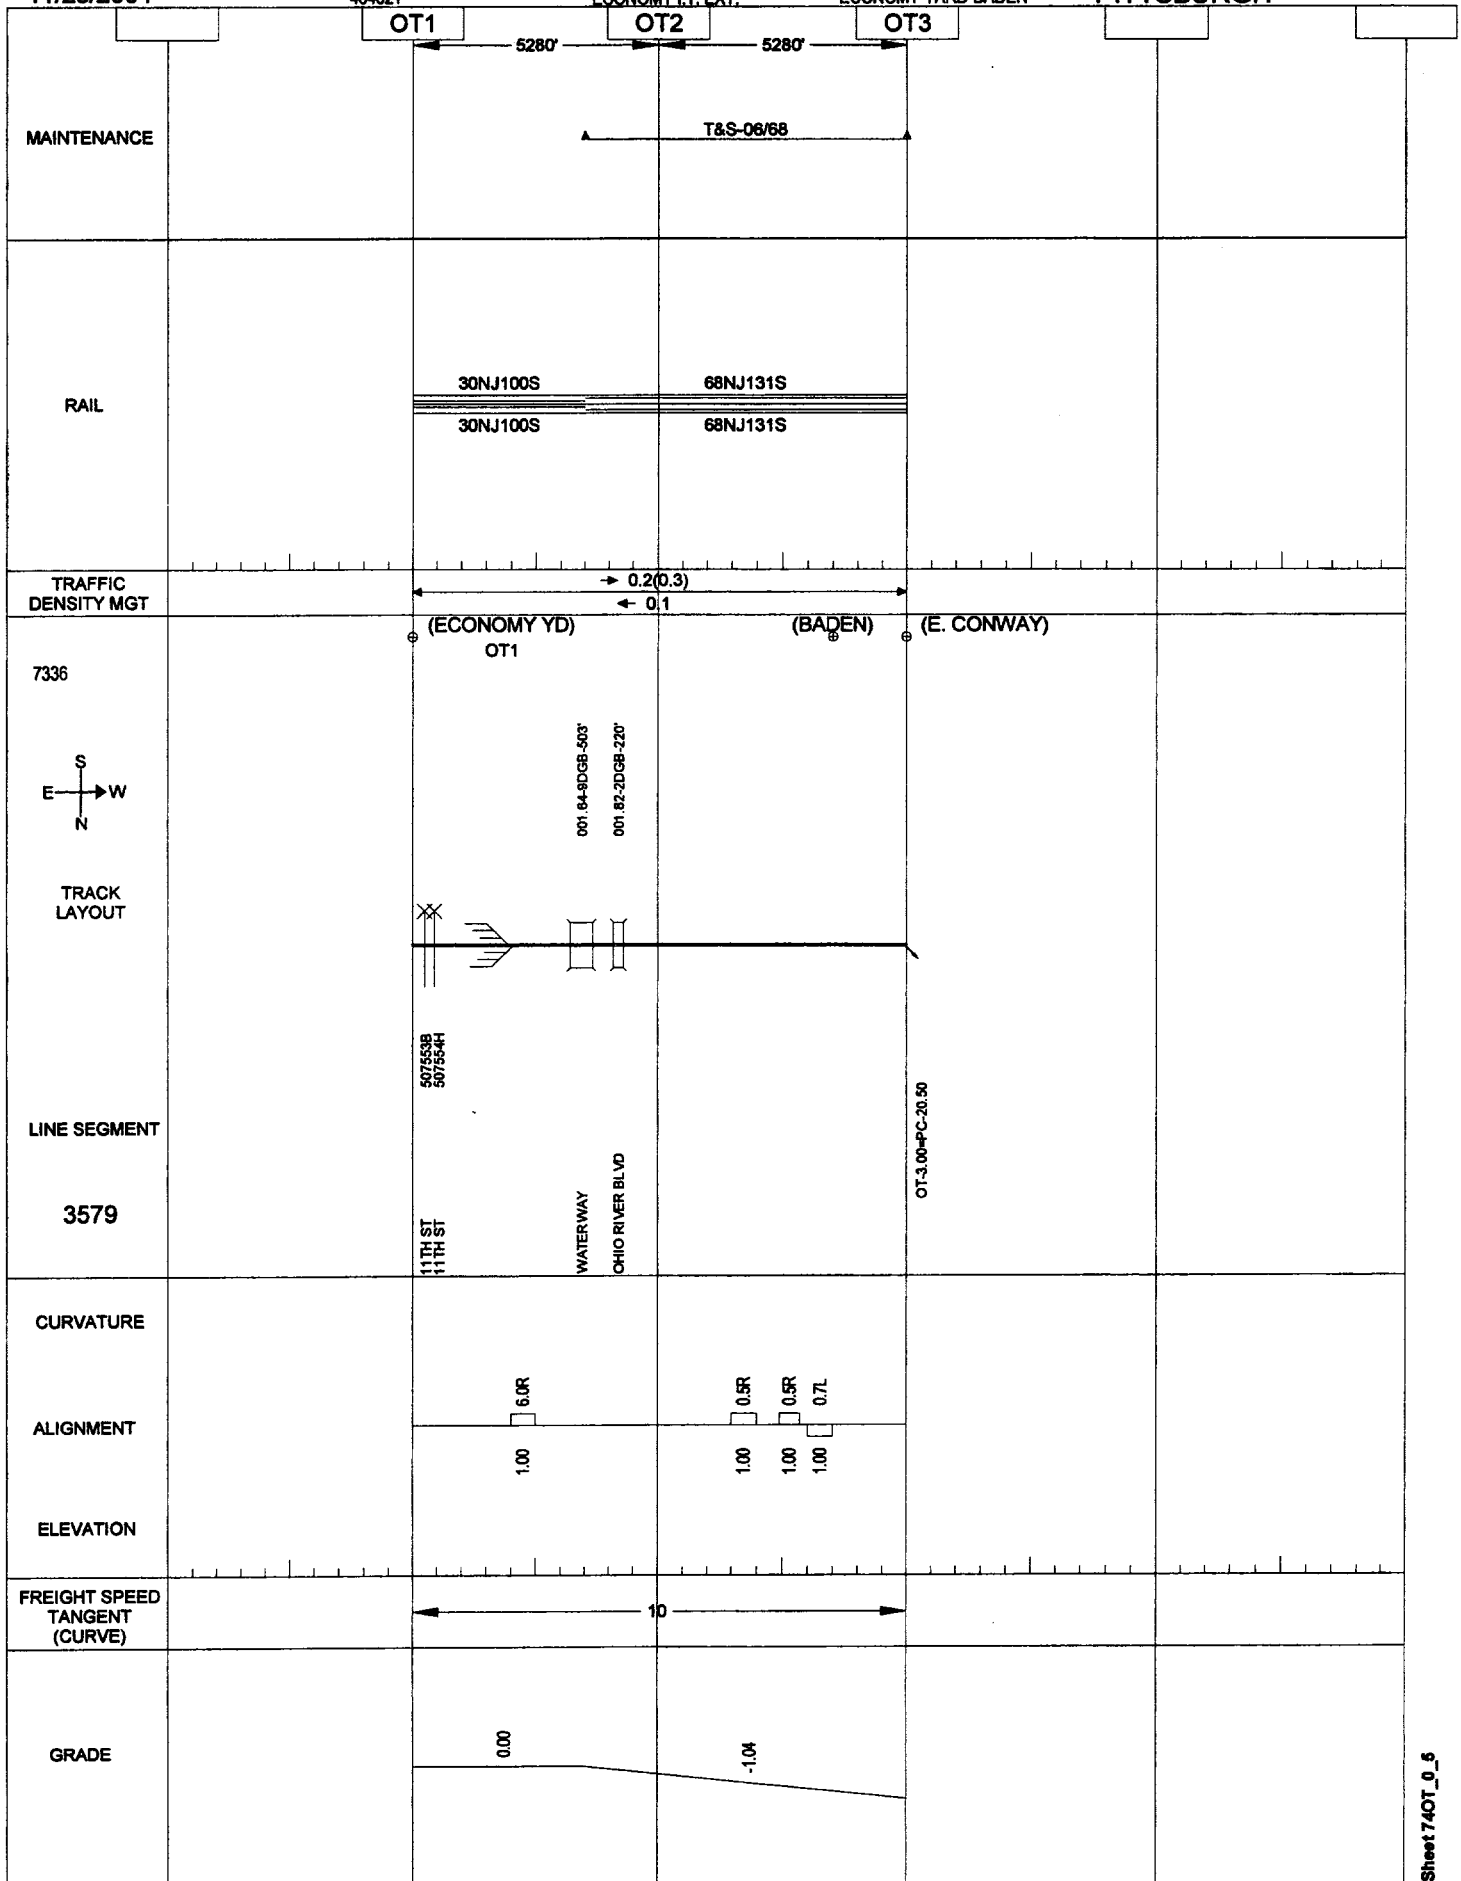 OT1 OT2 OT3
5280' 5280'
MAINTENANCE
T&S-06/68
RAIL
30NJ100S 68NJ131S
30NJ100S 68NJ131S
TRAFFIC
DENSITY MGT
0.2(0.3)
0.1
(ECONOMY YD) (BADEN) (E. CONWAY)
OT1
7336
S
E W
N
001.64-9DGB-503'
001.82-2DGB-220'
TRACK
LAYOUT
507553B
507554H
LINE SEGMENT
3579
11TH ST
11TH ST
WATERWAY
OHIO RIVER BLVD
OT-3.00=PC-20.50
CURVATURE
6.0R 0.5R 0.5R 0.7L
ALIGNMENT
1.00 1.00 1.00 1.00
ELEVATION
FREIGHT SPEED
TANGENT
(CURVE)
10
GRADE
0.00
-1.04
Sheet 74OT_0_5